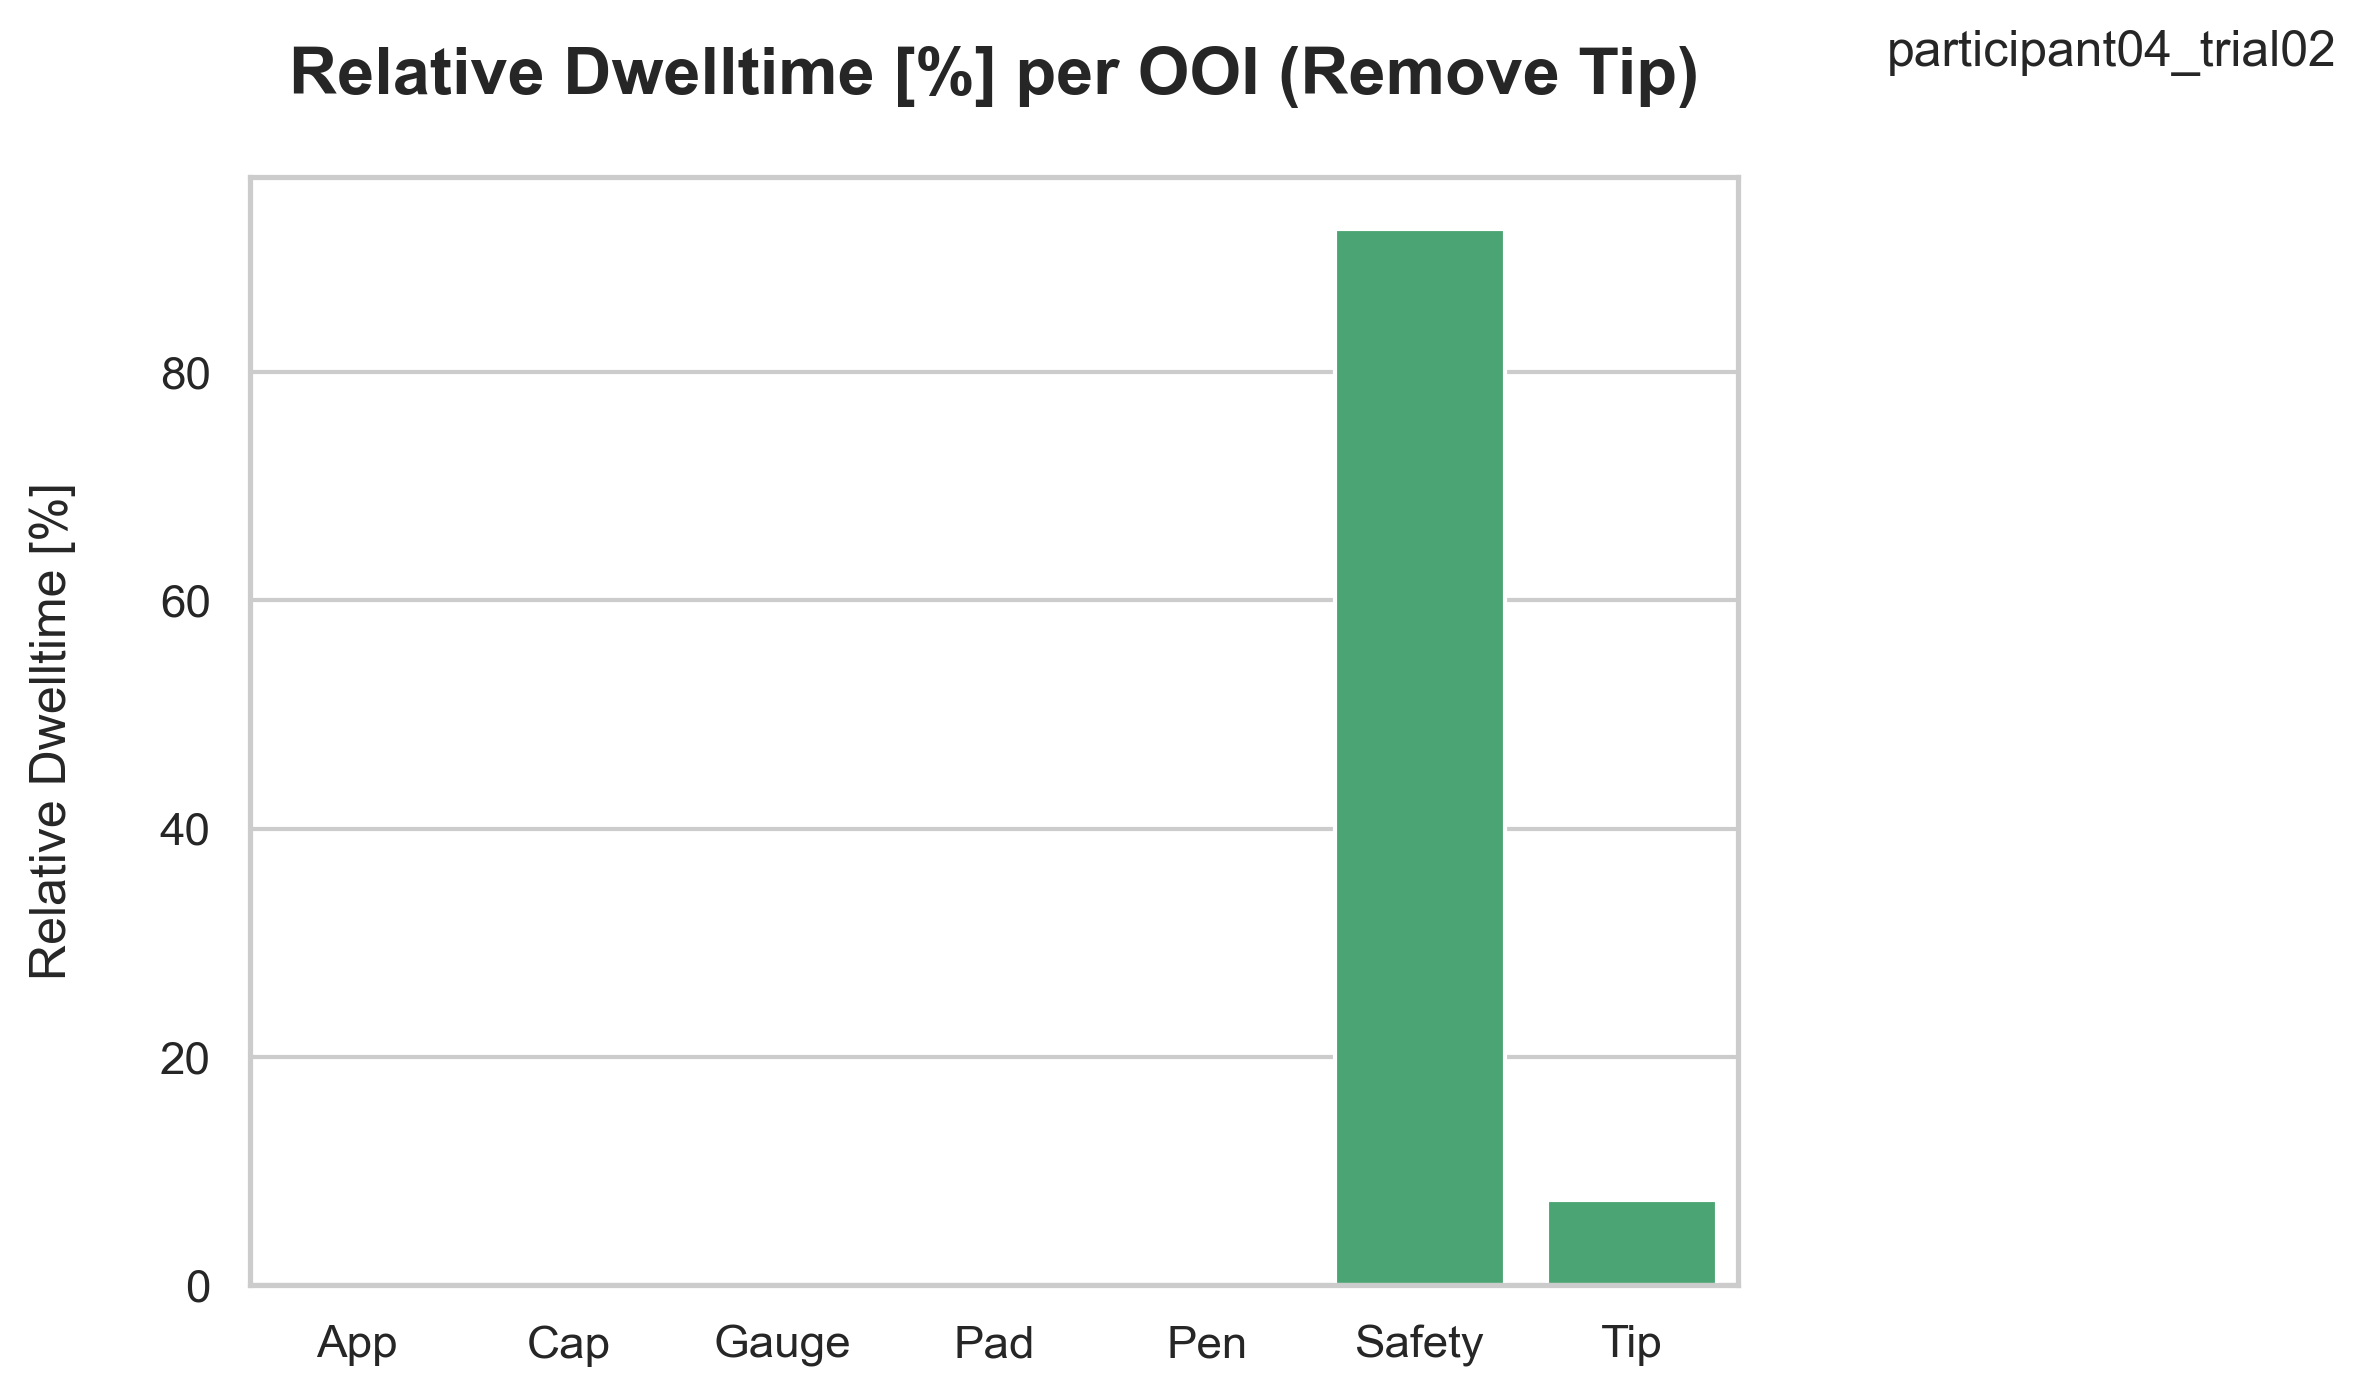 Relative Dwelltime [%] per OOI (Remove Tip)
participant04_trial02
Relative Dwelltime [%]
80
60
40
20
0
App Cap Gauge Pad Pen Safety Tip